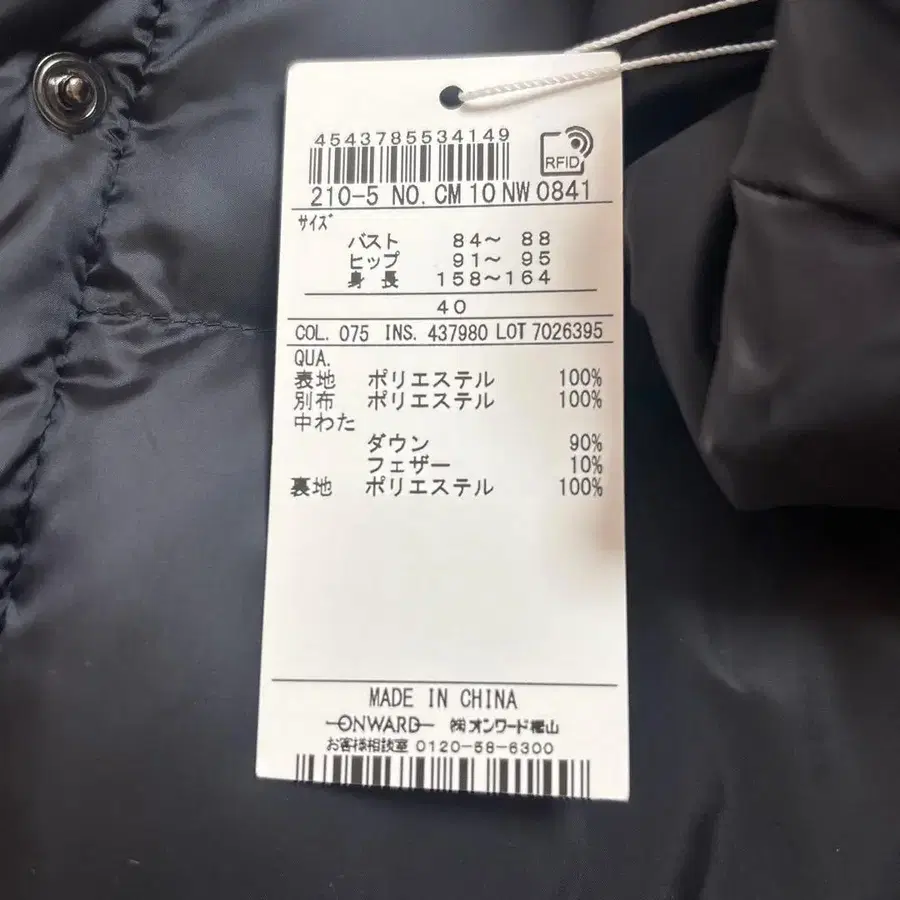 4543785534149
RFID
210-5 NO. CM 10 NW 0841
サイズ
バスト 84～ 88
ヒップ 91～ 95
身 長 158～164
40
COL. 075 INS. 437980 LOT 7026395
QUA.
表地 ポリエステル 100%
別布 ポリエステル 100%
中わた
ダウン 90%
フェザー 10%
裏地 ポリエステル 100%
MADE IN CHINA
ONWARD ㈱オンワード樫山
お客様相談室 0120-58-6300